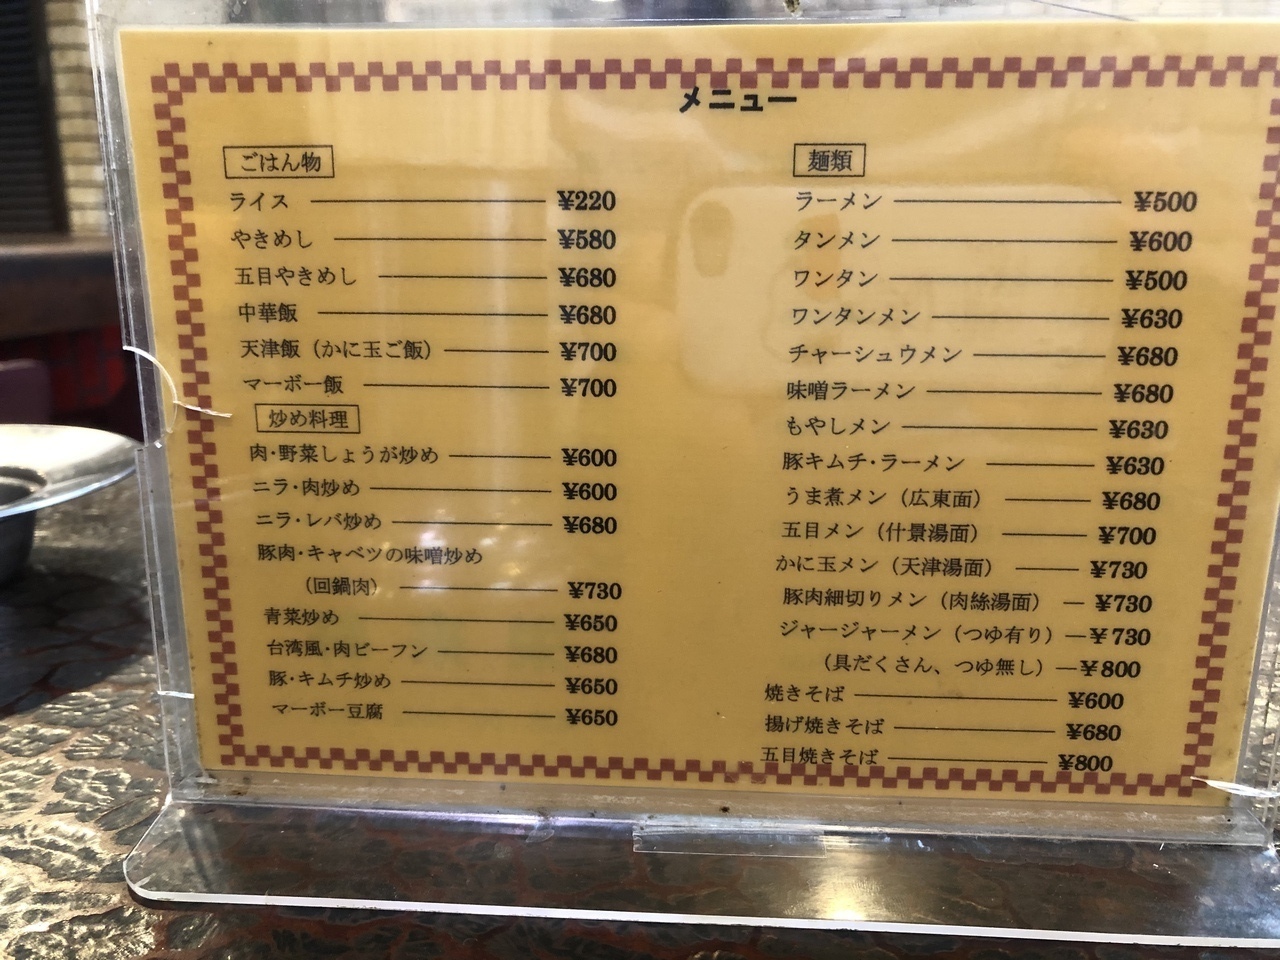 メニュー
ごはん物
ライス ¥220
やきめし ¥580
五目やきめし ¥680
中華飯 ¥680
天津飯（かに玉ご飯） ¥700
マーボー飯 ¥700
炒め料理
肉・野菜しょうが炒め ¥600
ニラ・肉炒め ¥600
ニラ・レバ炒め ¥680
豚肉・キャベツの味噌炒め
（回鍋肉） ¥730
青菜炒め ¥650
台湾風・肉ビーフン ¥680
豚・キムチ炒め ¥650
マーボー豆腐 ¥650
麺類
ラーメン ¥500
タンメン ¥600
ワンタン ¥500
ワンタンメン ¥630
チャーシュウメン ¥680
味噌ラーメン ¥680
もやしメン ¥630
豚キムチ・ラーメン ¥630
うま煮メン（広東面） ¥680
五目メン（什景湯面） ¥700
かに玉メン（天津湯面） ¥730
豚肉細切りメン（肉絲湯面） ¥730
ジャージャーメン（つゆ有り） ¥730
（具だくさん、つゆ無し） ¥800
焼きそば ¥600
揚げ焼きそば ¥680
五目焼きそば ¥800